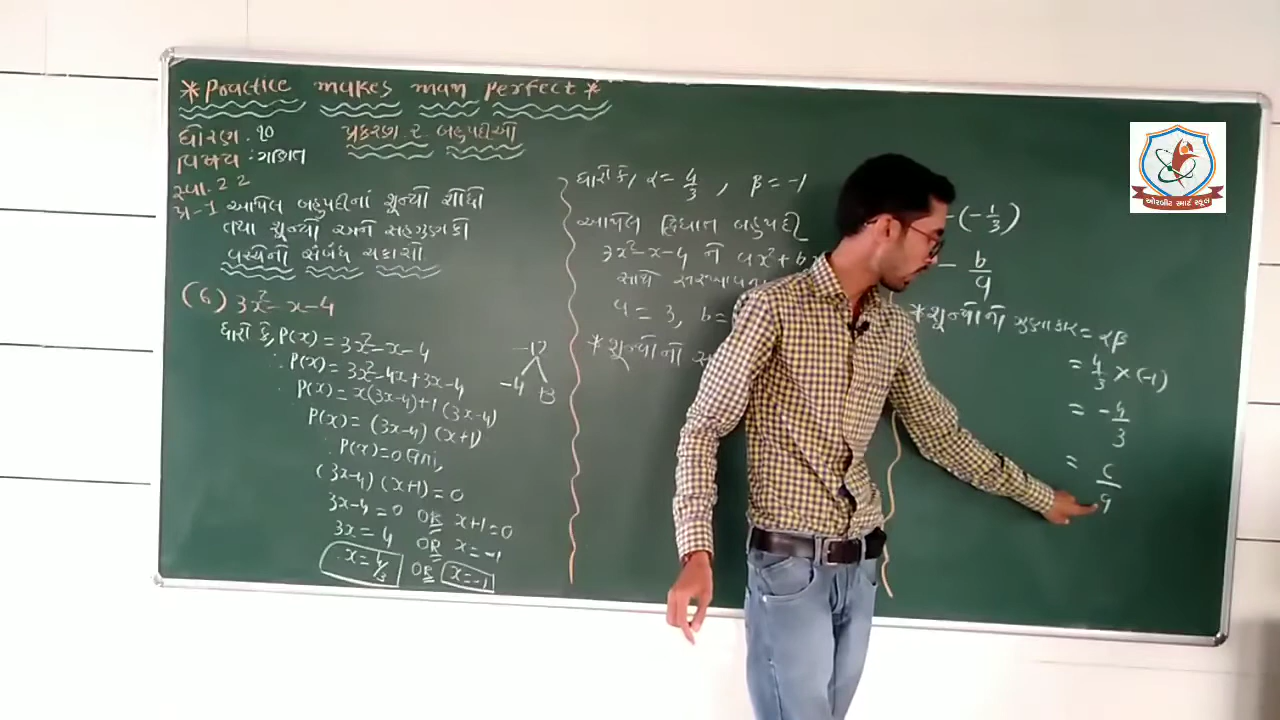 *Practice makes man perfect*
ધોરણ. ૧૦
પ્રકરણ. ૨ બહુપદીઓ
વિષય : ગણિત
સ્વા. 2.2
પ્ર-1 આપેલ બહુપદીનાં શૂન્યો શોધો
તથા શૂન્યો અને સહગુણકો
વચ્ચેનો સંબંધ ચકાસો.
(6) 3x²- x-4
ધારો કે, P(x) = 3x²-x-4
∴ P(x) = 3x²-4x+3x-4
∴ P(x) = x(3x-4)+1(3x-4)
P(x) = (3x-4) (x+1)
∴ P(x)=0 લેતાં,
(3x-4) (x+1)=0
3x-4=0 OR x+1=0
3x=4 OR x=-1
x=4/3 OR x=-1
-12
-4 +3
ધારો કે, α= 4/3 , β=-1
આપેલ દ્વિઘાત બહુપદી
3x²-x-4 ને ax²+b
સાથે સરખાવતા
a = 3, b=
*શૂન્યોનો
-(-1/3)
- b/a
*શૂન્યોનો ગુણાકાર = αβ
= 4/3 × (-1)
= -4/3
= c/a
ઓરબીટ સ્માર્ટ સ્કૂલ